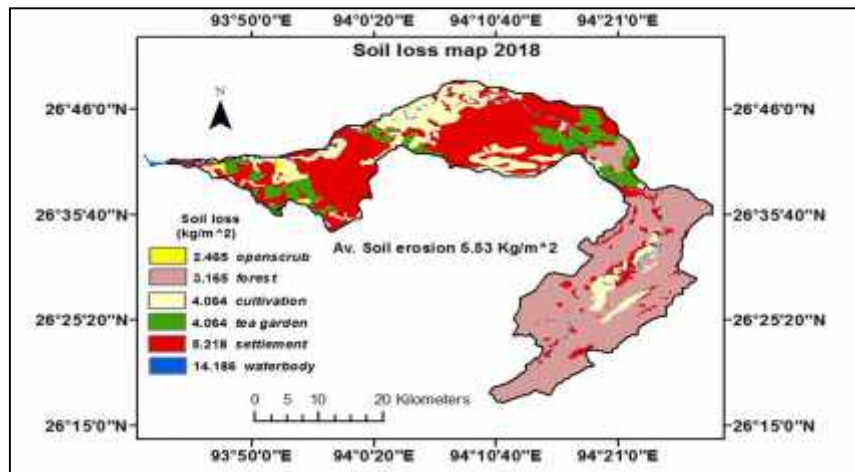 93°50'0"E 94°0'20"E 94°10'40"E 94°21'0"E
Soil loss map 2018
N
26°46'0"N 26°46'0"N
26°35'40"N 26°35'40"N
Soil loss
(kg/m^2)
Av. Soil erosion 5.53 Kg/m^2
openscrub
3.165 forest
4.064 cultivation
4.064 tea garden
settlement
14.186 waterbody
26°25'20"N 26°25'20"N
0 5 10 20 Kilometers
26°15'0"N 26°15'0"N
93°50'0"E 94°0'20"E 94°10'40"E 94°21'0"E